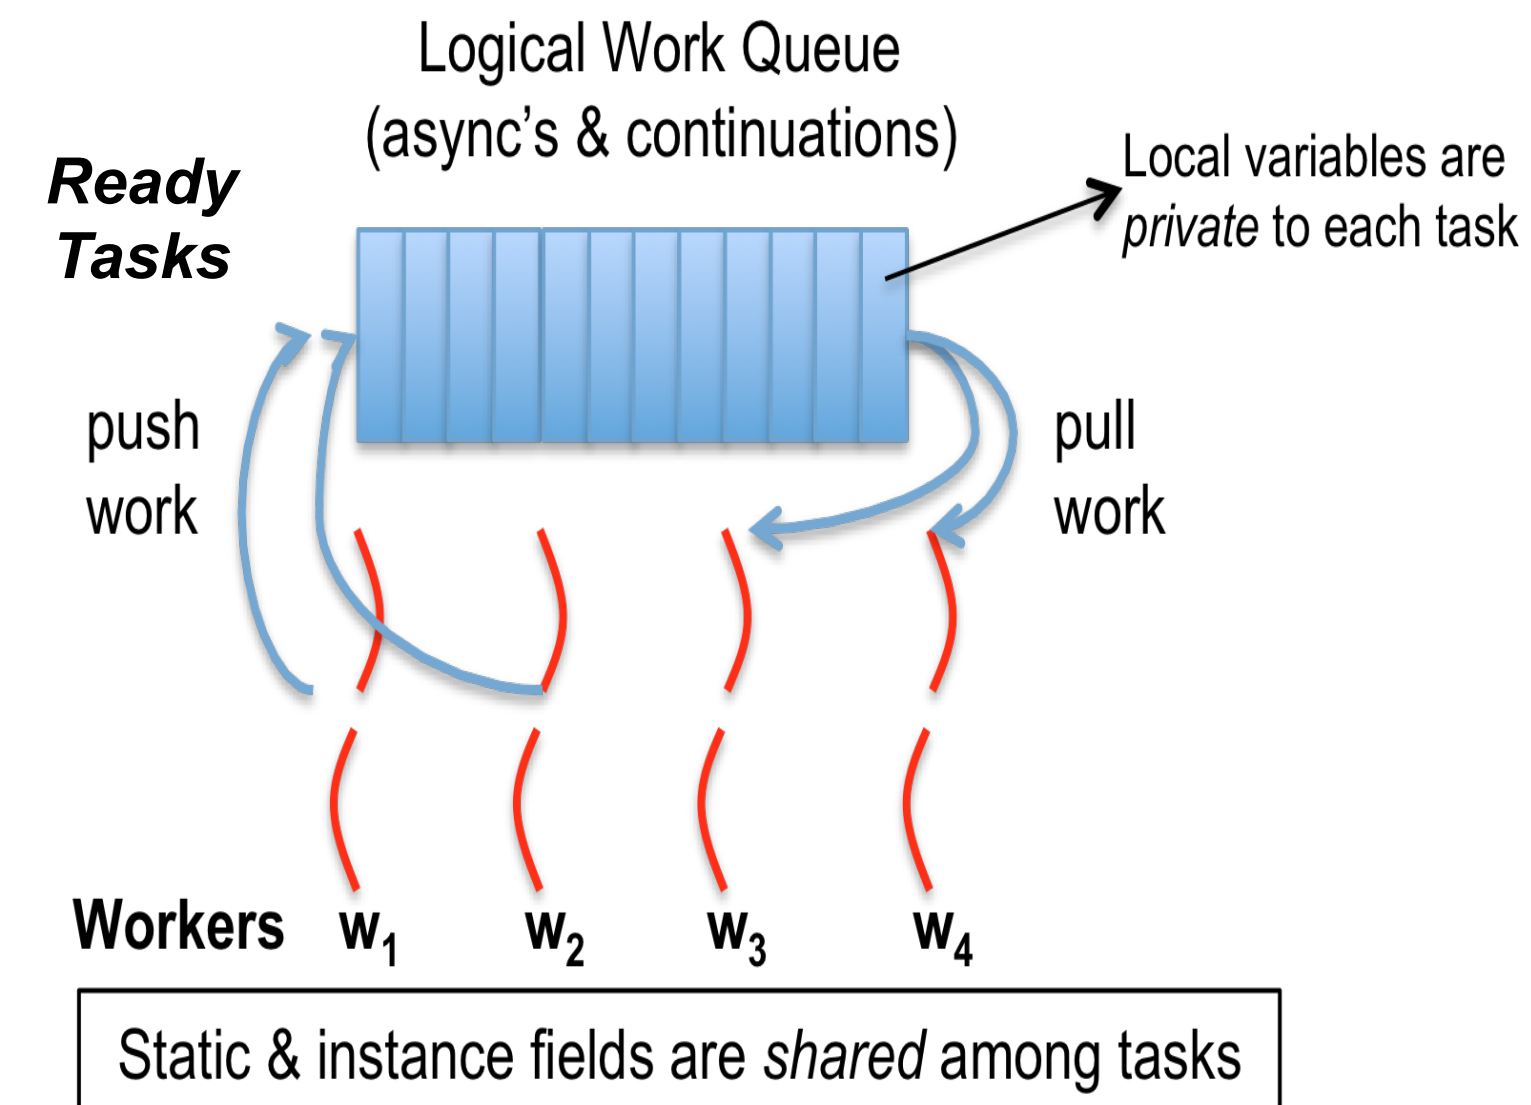 Logical Work Queue
(async's & continuations)
Ready
Tasks
Local variables are
private to each task
push
work
pull
work
Workers w₁ w₂ w₃ w₄
Static & instance fields are shared among tasks